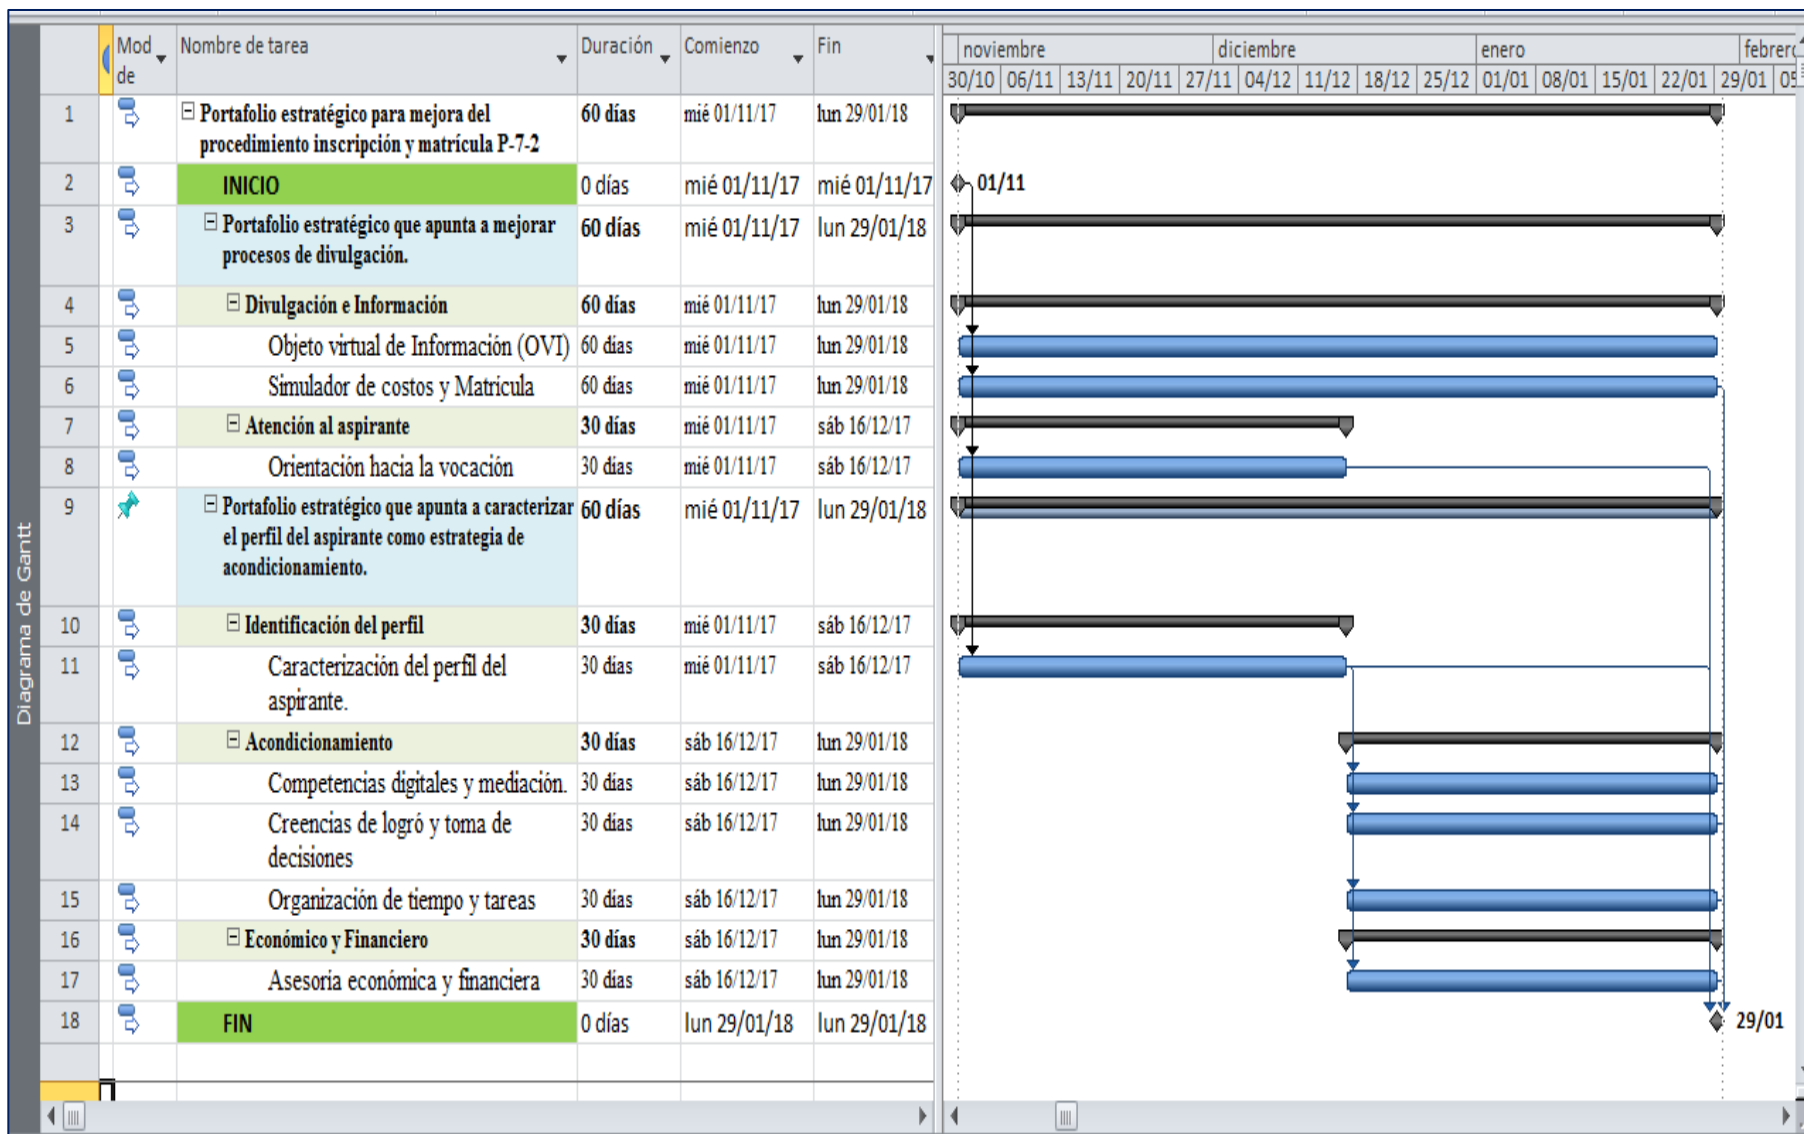 Diagrama de Gantt
Mod de Nombre de tarea Duración Comienzo Fin
noviembre diciembre enero febrero
30/10 06/11 13/11 20/11 27/11 04/12 11/12 18/12 25/12 01/01 08/01 15/01 22/01 29/01
1 Portafolio estratégico para mejora del 60 días mié 01/11/17 lun 29/01/18
procedimiento inscripción y matrícula P-7-2
2 INICIO 0 días mié 01/11/17 mié 01/11/17 01/11
3 Portafolio estratégico que apunta a mejorar 60 días mié 01/11/17 lun 29/01/18
procesos de divulgación.
4 Divulgación e Información 60 días mié 01/11/17 lun 29/01/18
5 Objeto virtual de Información (OVI) 60 días mié 01/11/17 lun 29/01/18
6 Simulador de costos y Matricula 60 días mié 01/11/17 lun 29/01/18
7 Atención al aspirante 30 días mié 01/11/17 sáb 16/12/17
8 Orientación hacia la vocación 30 días mié 01/11/17 sáb 16/12/17
9 Portafolio estratégico que apunta a caracterizar 60 días mié 01/11/17 lun 29/01/18
el perfil del aspirante como estrategia de
acondicionamiento.
10 Identificación del perfil 30 días mié 01/11/17 sáb 16/12/17
11 Caracterización del perfil del 30 días mié 01/11/17 sáb 16/12/17
aspirante.
12 Acondicionamiento 30 días sáb 16/12/17 lun 29/01/18
13 Competencias digitales y mediación. 30 días sáb 16/12/17 lun 29/01/18
14 Creencias de logró y toma de 30 días sáb 16/12/17 lun 29/01/18
decisiones
15 Organización de tiempo y tareas 30 días sáb 16/12/17 lun 29/01/18
16 Económico y Financiero 30 días sáb 16/12/17 lun 29/01/18
17 Asesoria económica y financiera 30 días sáb 16/12/17 lun 29/01/18
18 FIN 0 días lun 29/01/18 lun 29/01/18 29/01